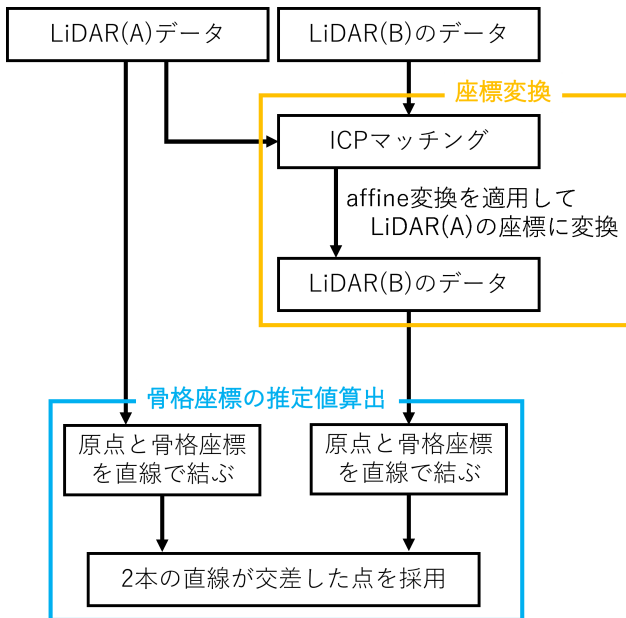 LiDAR(A)データ
LiDAR(B)のデータ
座標変換
ICPマッチング
affine変換を適用して
LiDAR(A)の座標に変換
LiDAR(B)のデータ
骨格座標の推定値算出
原点と骨格座標
を直線で結ぶ
原点と骨格座標
を直線で結ぶ
2本の直線が交差した点を採用